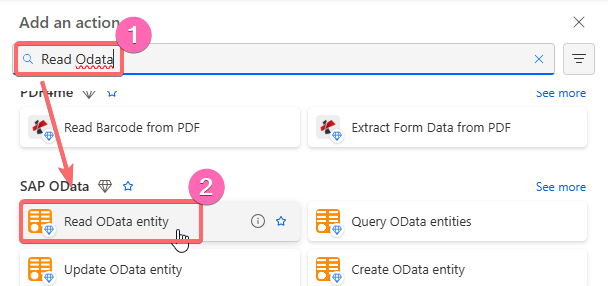 Add an action
1
Read Odata
PDF4me See more
Read Barcode from PDF Extract Form Data from PDF
2
SAP OData See more
Read OData entity Query OData entities
Update OData entity Create OData entity